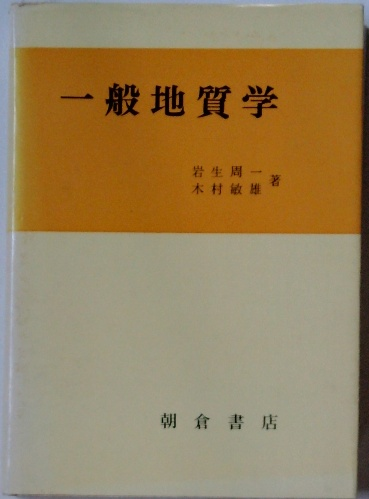 一般地質学
岩生周一
木村敏雄 著
朝倉書店